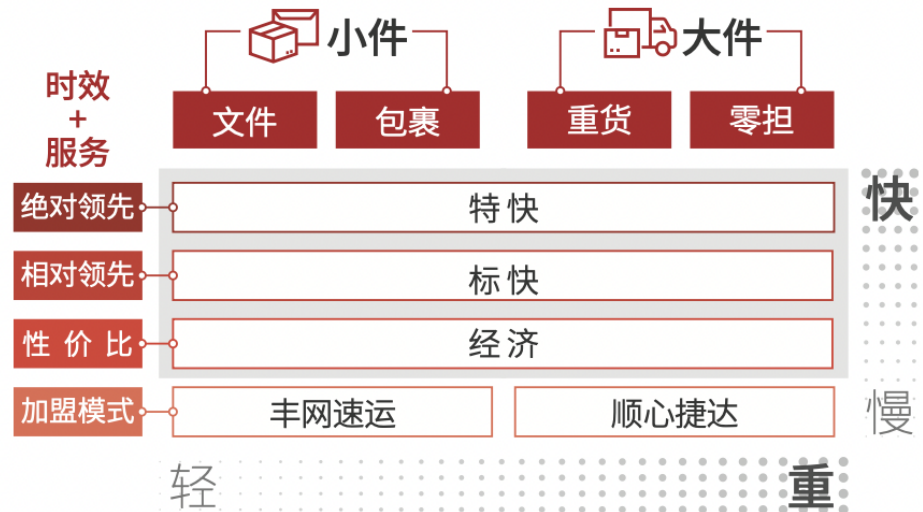 小件 大件
时效
+
服务
文件 包裹 重货 零担
绝对领先 特快 快
相对领先 标快
性价比 经济
加盟模式 丰网速运 顺心捷达 慢
轻 重